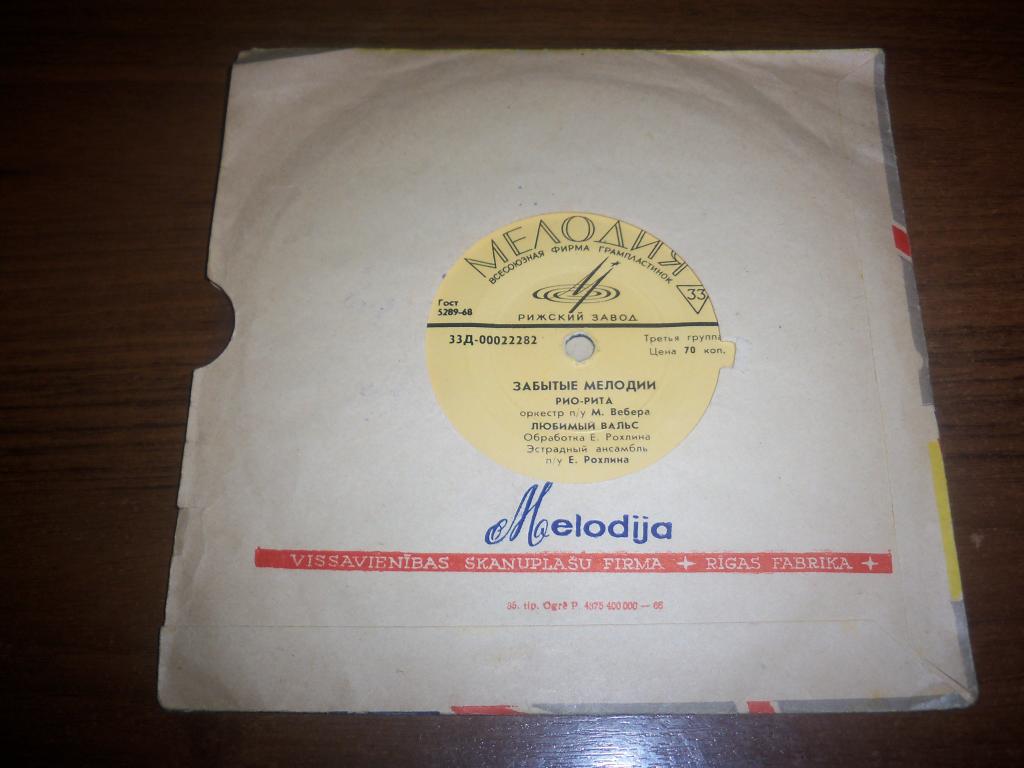 МЕЛОДИЯ
ВСЕСОЮЗНАЯ ФИРМА ГРАМПЛАСТИНОК
33
Гост
5289-68
РИЖСКИЙ ЗАВОД
33Д-00022282
Третья группа
Цена 70 коп.
ЗАБЫТЫЕ МЕЛОДИИ
РИО-РИТА
оркестр п/у М. Вебера
ЛЮБИМЫЙ ВАЛЬС
Обработка Е. Рохлина
Эстрадный ансамбль
п/у Е. Рохлина
Melodija
VISSAVIENĪBAS SKAŅUPLAŠU FIRMA + RĪGAS FABRIKA +
35. tip. Ogrē P. 4375 400 000 — 68